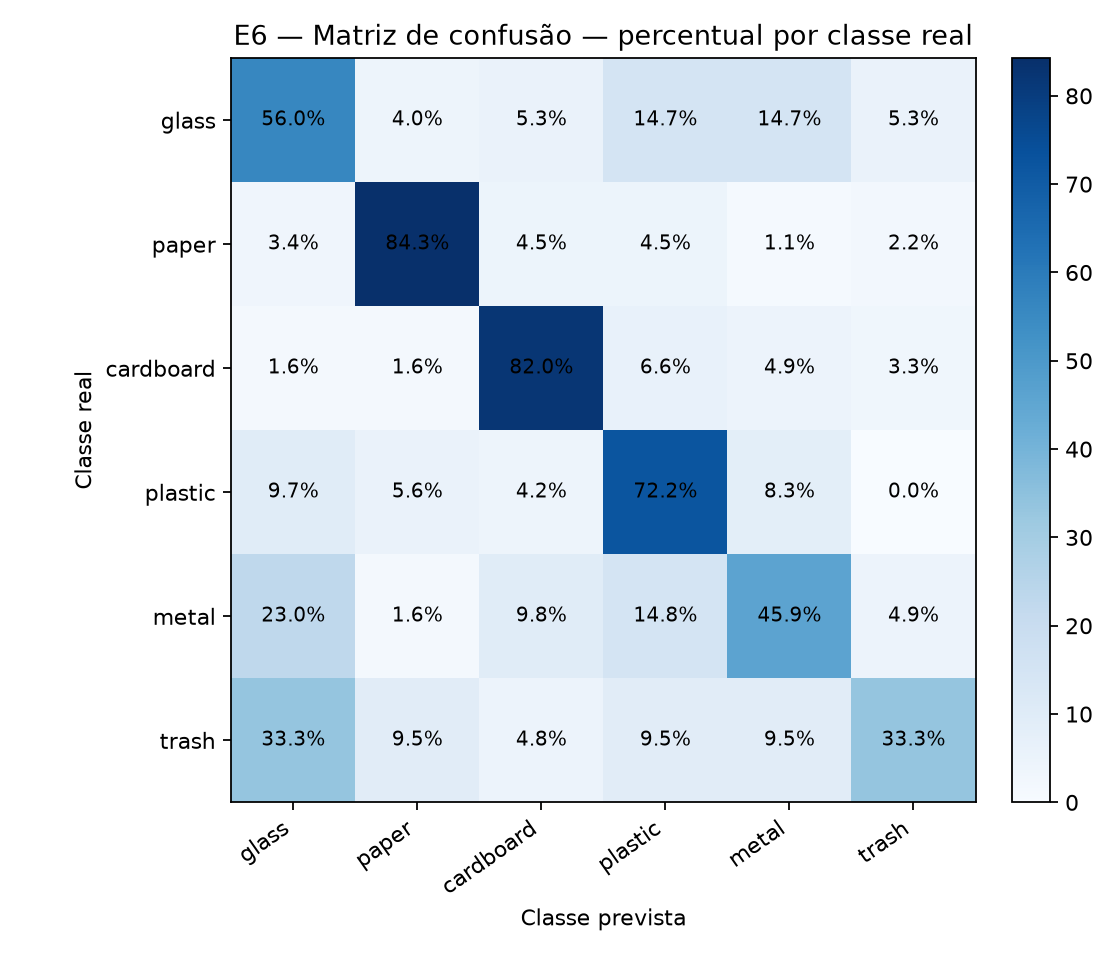 E6 — Matriz de confusão — percentual por classe real
glass 56.0% 4.0% 5.3% 14.7% 14.7% 5.3%
paper 3.4% 84.3% 4.5% 4.5% 1.1% 2.2%
cardboard 1.6% 1.6% 82.0% 6.6% 4.9% 3.3%
plastic 9.7% 5.6% 4.2% 72.2% 8.3% 0.0%
metal 23.0% 1.6% 9.8% 14.8% 45.9% 4.9%
trash 33.3% 9.5% 4.8% 9.5% 9.5% 33.3%
Classe real
glass paper cardboard plastic metal trash
Classe prevista
80
70
60
50
40
30
20
10
0